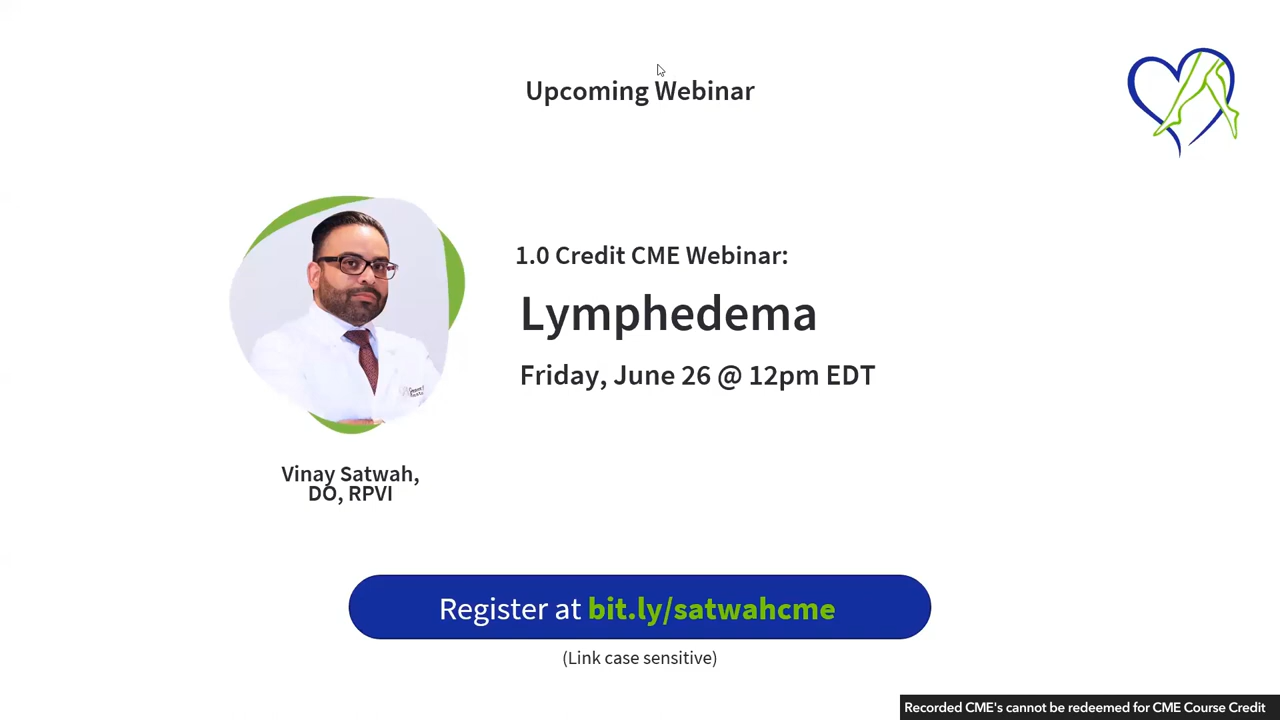 Upcoming Webinar
1.0 Credit CME Webinar:
Lymphedema
Friday, June 26 @ 12pm EDT
Vinay Satwah,
DO, RPVI
Register at bit.ly/satwahcme
(Link case sensitive)
Recorded CME's cannot be redeemed for CME Course Credit